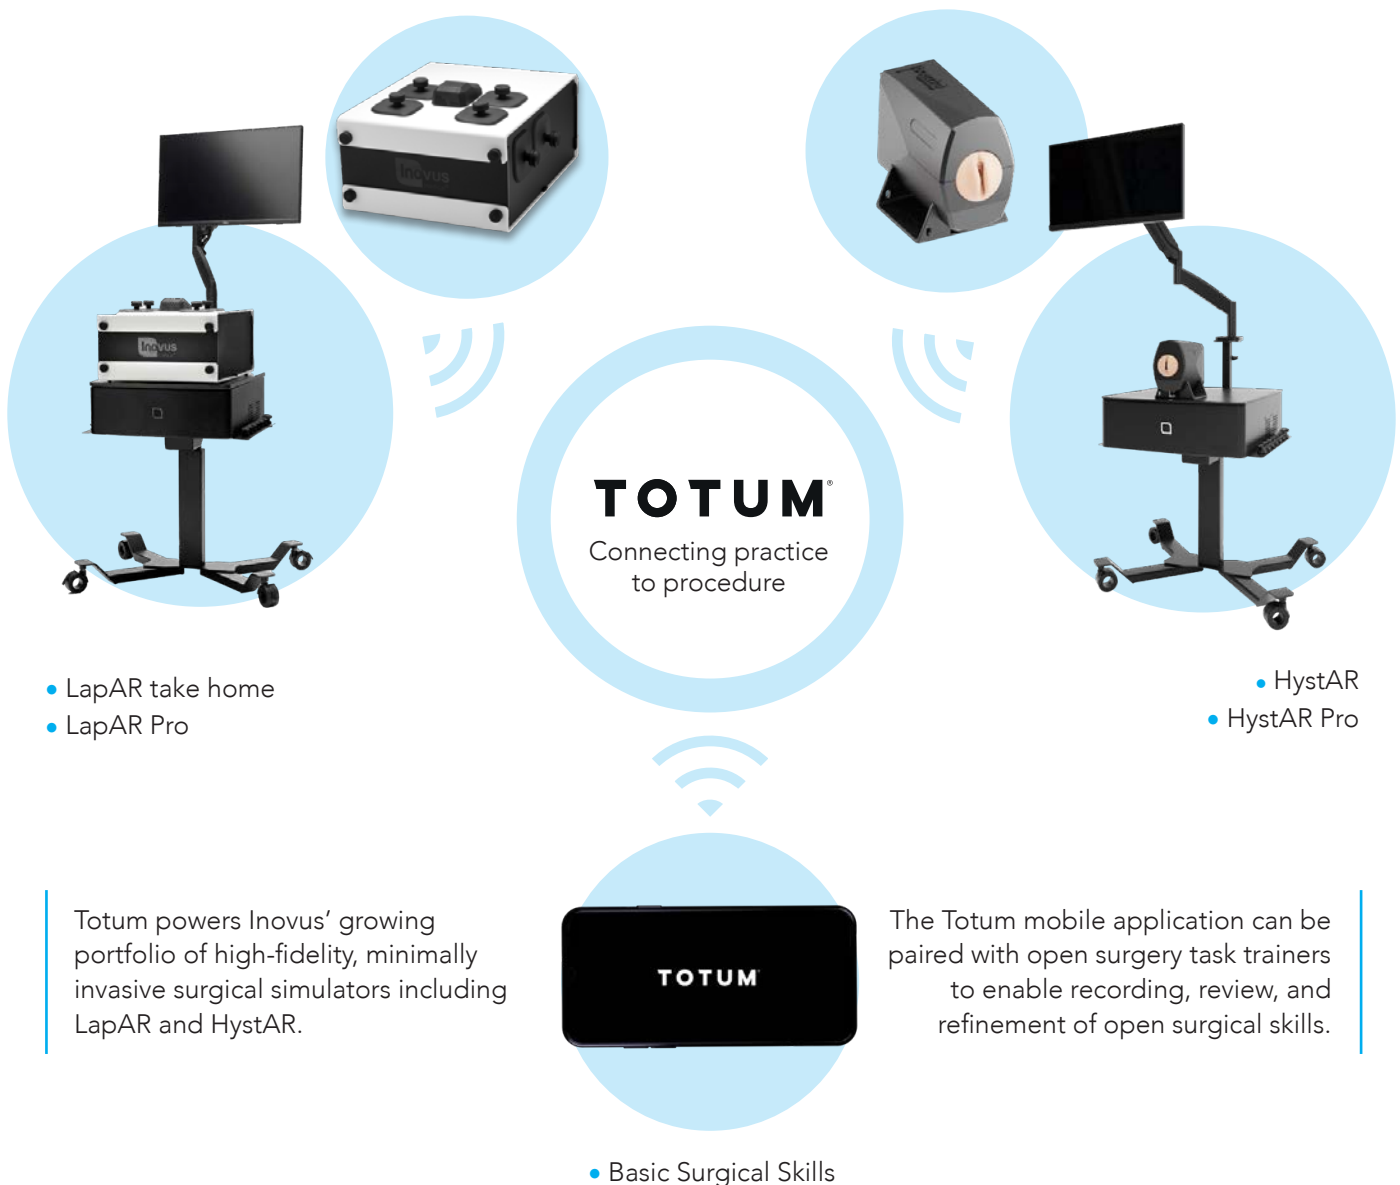 Inovus
Inovus
TOTUM®
Connecting practice
to procedure
• LapAR take home
• LapAR Pro
• HystAR
• HystAR Pro
Totum powers Inovus’ growing
portfolio of high-fidelity, minimally
invasive surgical simulators including
LapAR and HystAR.
TOTUM
The Totum mobile application can be
paired with open surgery task trainers
to enable recording, review, and
refinement of open surgical skills.
• Basic Surgical Skills